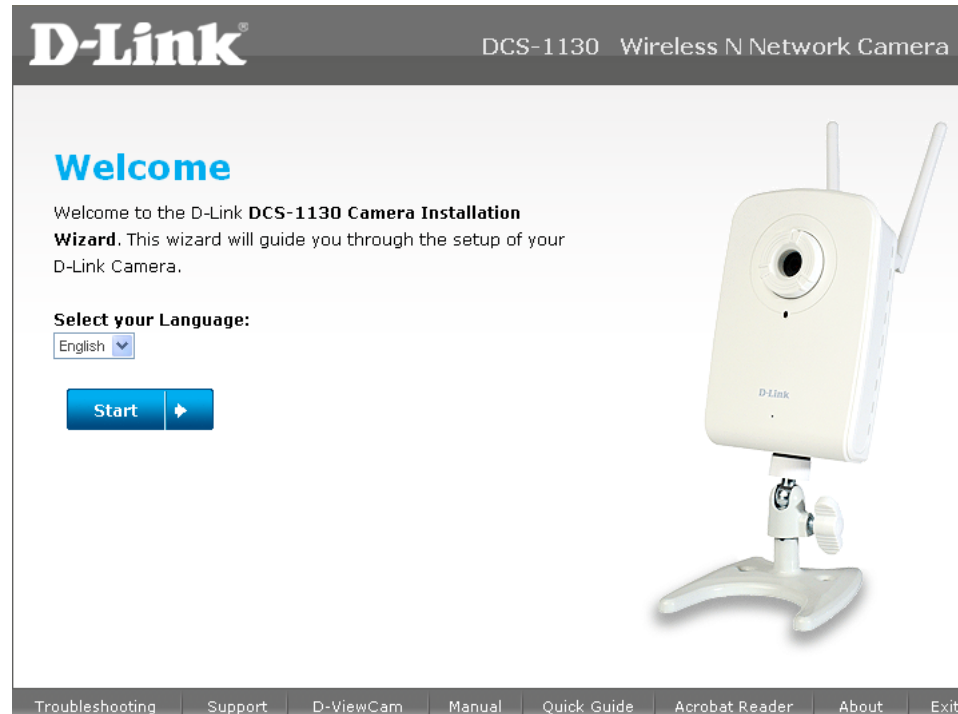 D-Link®
DCS-1130 Wireless N Network Camera
Welcome
Welcome to the D-Link DCS-1130 Camera Installation
Wizard. This wizard will guide you through the setup of your
D-Link Camera.
Select your Language:
English
Start
D-Link
Troubleshooting Support D-ViewCam Manual Quick Guide Acrobat Reader About Exit